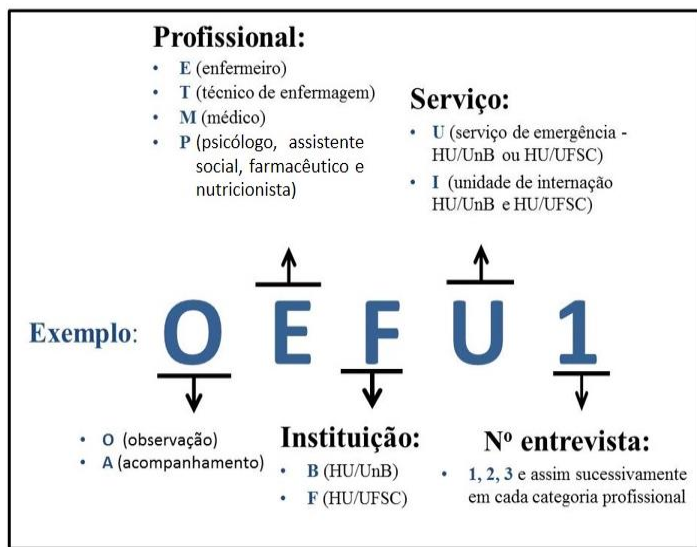 Profissional:
• E (enfermeiro)
• T (técnico de enfermagem)
• M (médico)
• P (psicólogo, assistente
social, farmacêutico e
nutricionista)
Serviço:
• U (serviço de emergência -
HU/UnB ou HU/UFSC)
• I (unidade de internação
HU/UnB e HU/UFSC)
Exemplo: O E F U 1
• O (observação)
• A (acompanhamento)
Instituição:
• B (HU/UnB)
• F (HU/UFSC)
Nº entrevista:
• 1, 2, 3 e assim sucessivamente
em cada categoria profissional